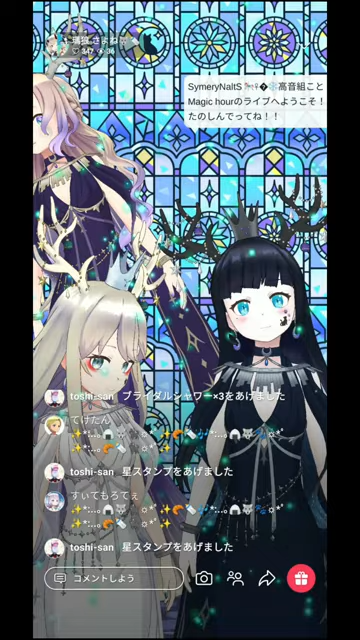 247
SymeryNaltS
高音組こと
Magic hourのライブへようこそ！
たのしんでってね！！
toshi-san ブライダルシャワー×3をあげました
てけたん
toshi-san 星スタンプをあげました
すいてもろてぇ
toshi-san 星スタンプをあげました
コメントしよう